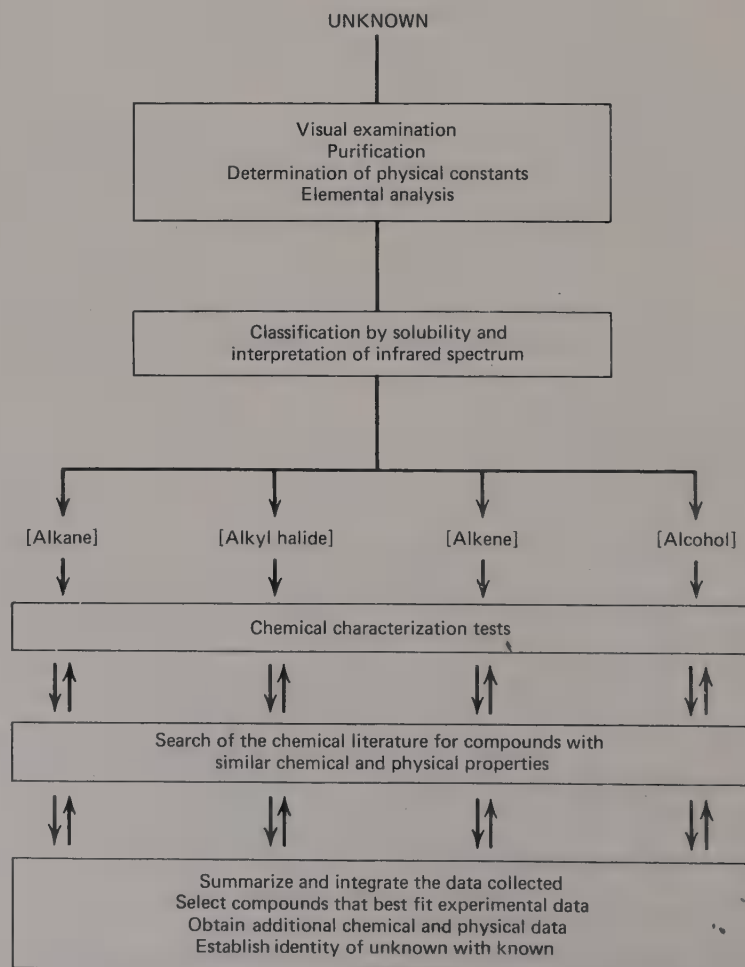 UNKNOWN
Visual examination
Purification
Determination of physical constants
Elemental analysis
Classification by solubility and
interpretation of infrared spectrum
[Alkane] [Alkyl halide] [Alkene] [Alcohol]
Chemical characterization tests
Search of the chemical literature for compounds with
similar chemical and physical properties
Summarize and integrate the data collected
Select compounds that best fit experimental data
Obtain additional chemical and physical data
Establish identity of unknown with known